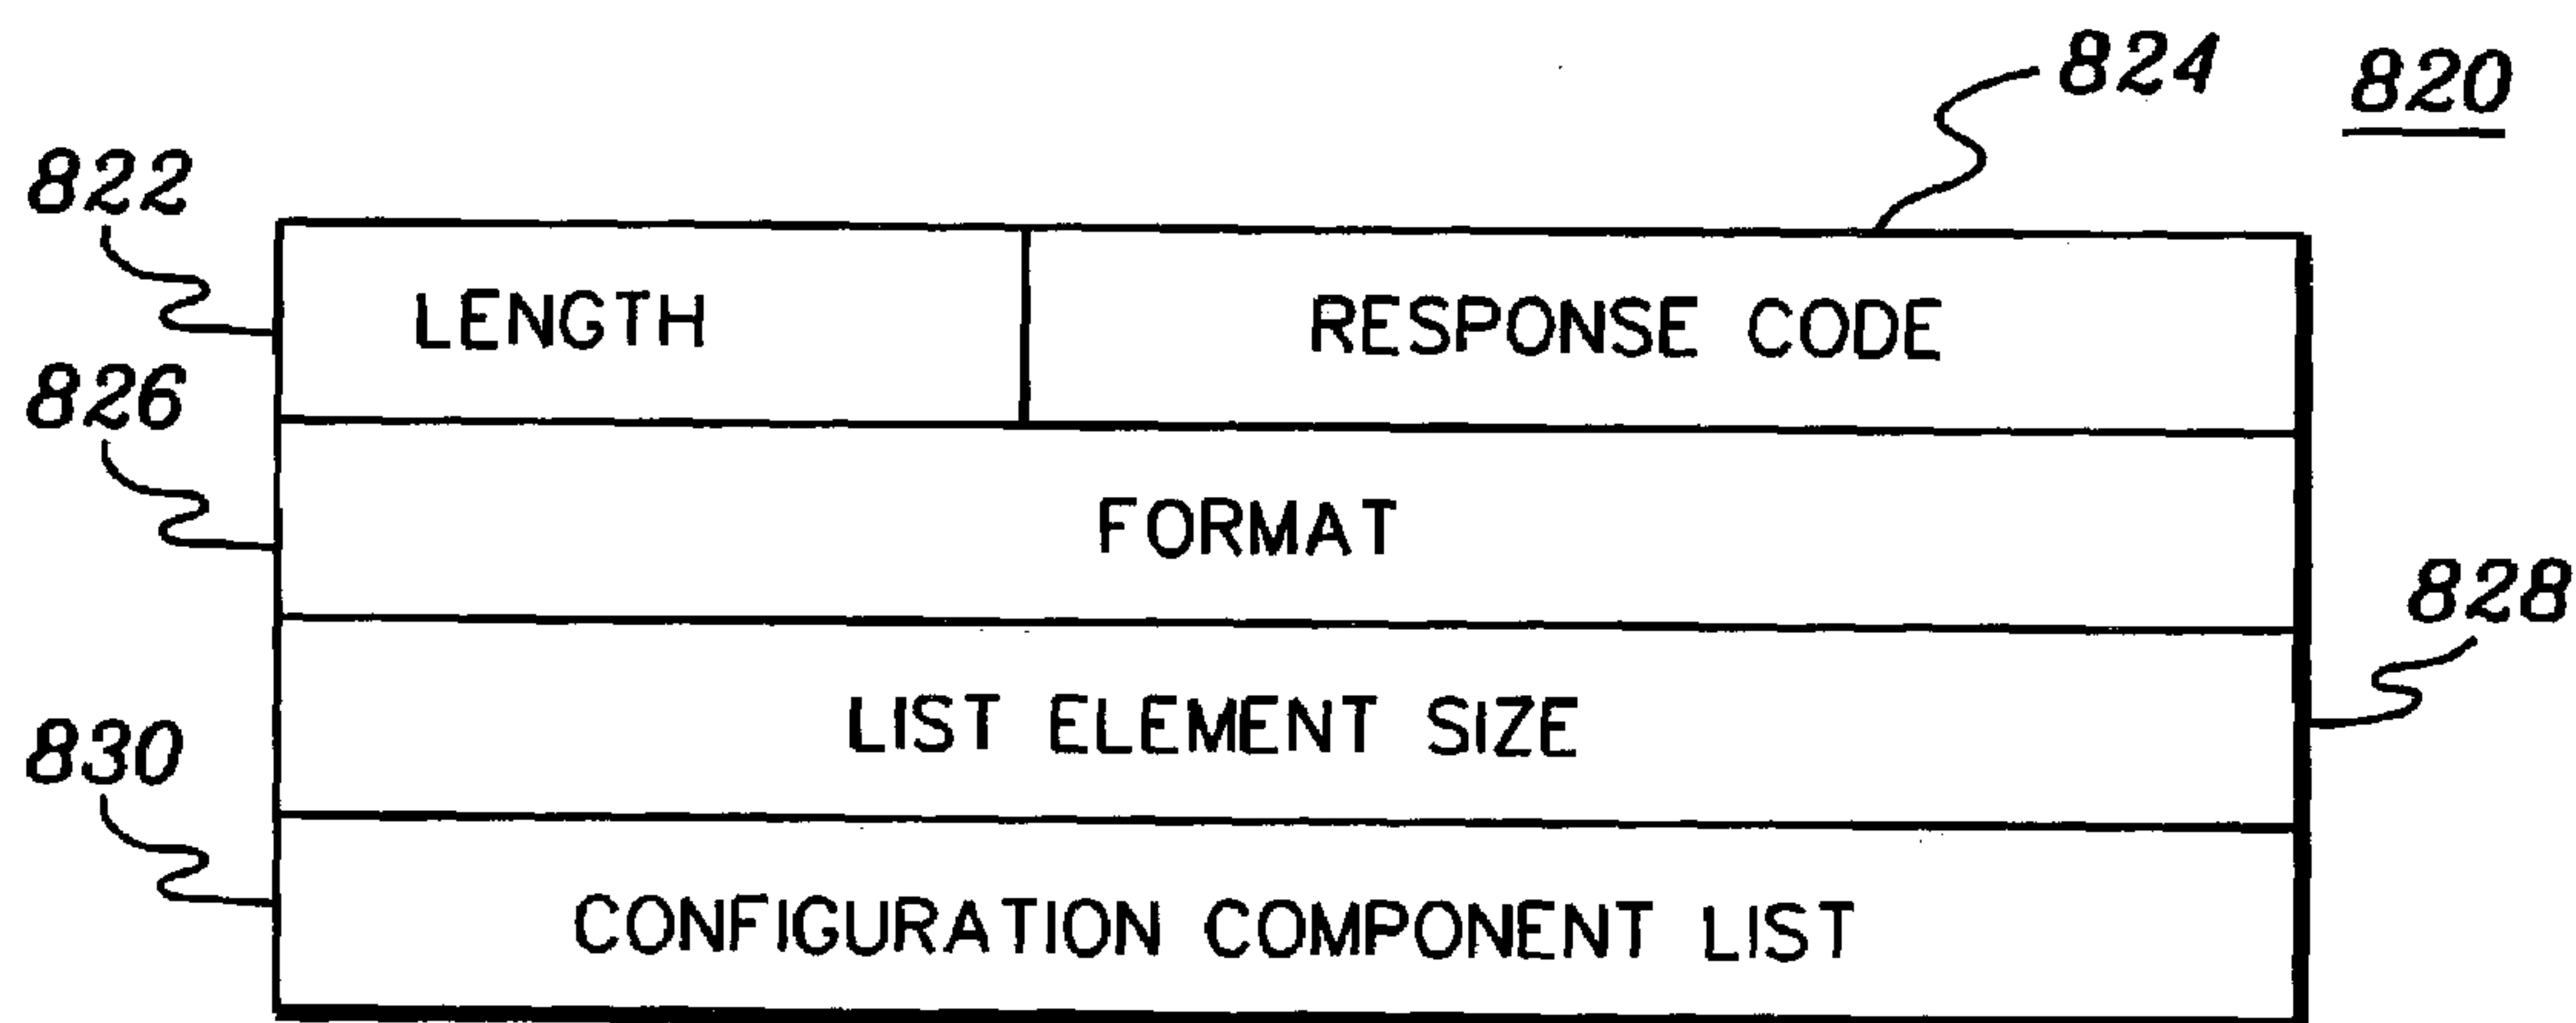 824
820
822
LENGTH RESPONSE CODE
826
FORMAT
828
LIST ELEMENT SIZE
830
CONFIGURATION COMPONENT LIST